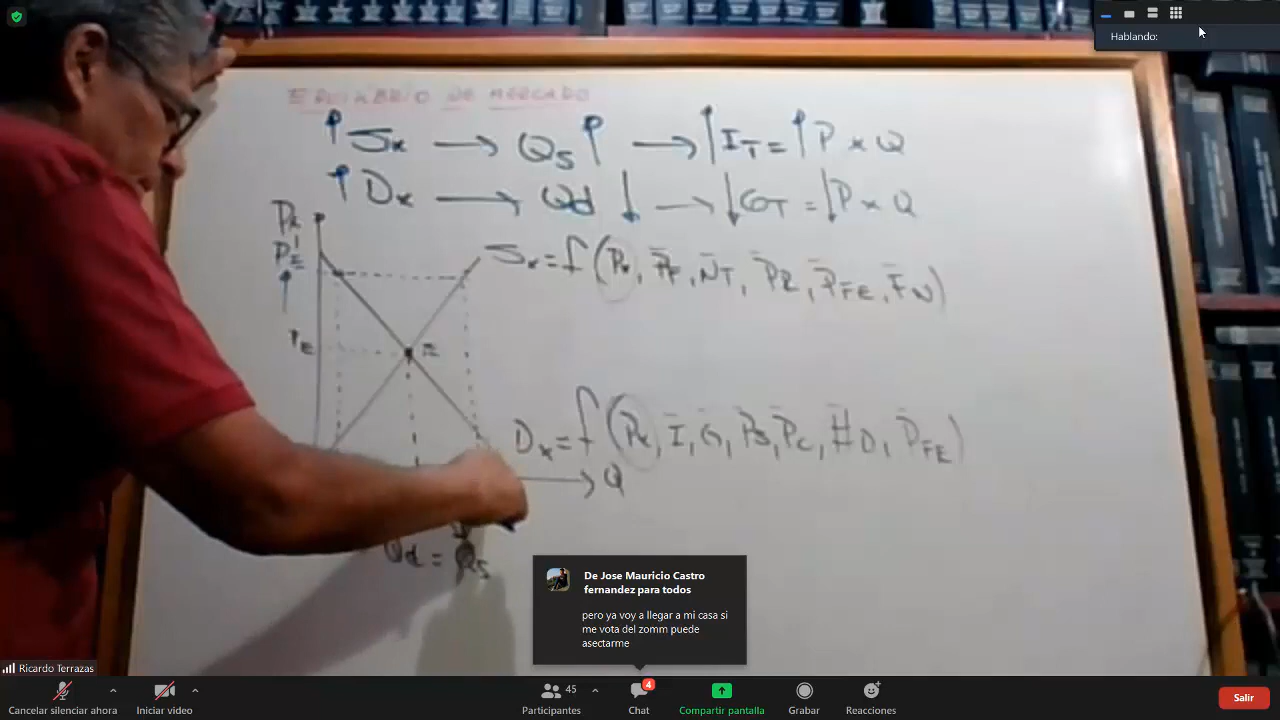 Hablando:
EQUILIBRIO DE MERCADO
↑Sx → Qs↑ → ↑IT = ↑P x Q
↑Dx → Qd↓ → ↓GT = ↓P x Q
Px
P'E
↑
PE
E
Sx = f(Px, P̄F, N̄T, P̄R, P̄FE, F̄N)
Dx = f(Px, Ī, Ḡ, P̄S, P̄C, #̄D, P̄FE)
Q
Qd = Qs
De Jose Mauricio Castro
fernandez para todos
pero ya voy a llegar a mi casa si
me vota del zomm puede
asectarme
Ricardo Terrazas
45
4
Cancelar silenciar ahora
Iniciar video
Participantes
Chat
Compartir pantalla
Grabar
Reacciones
Salir